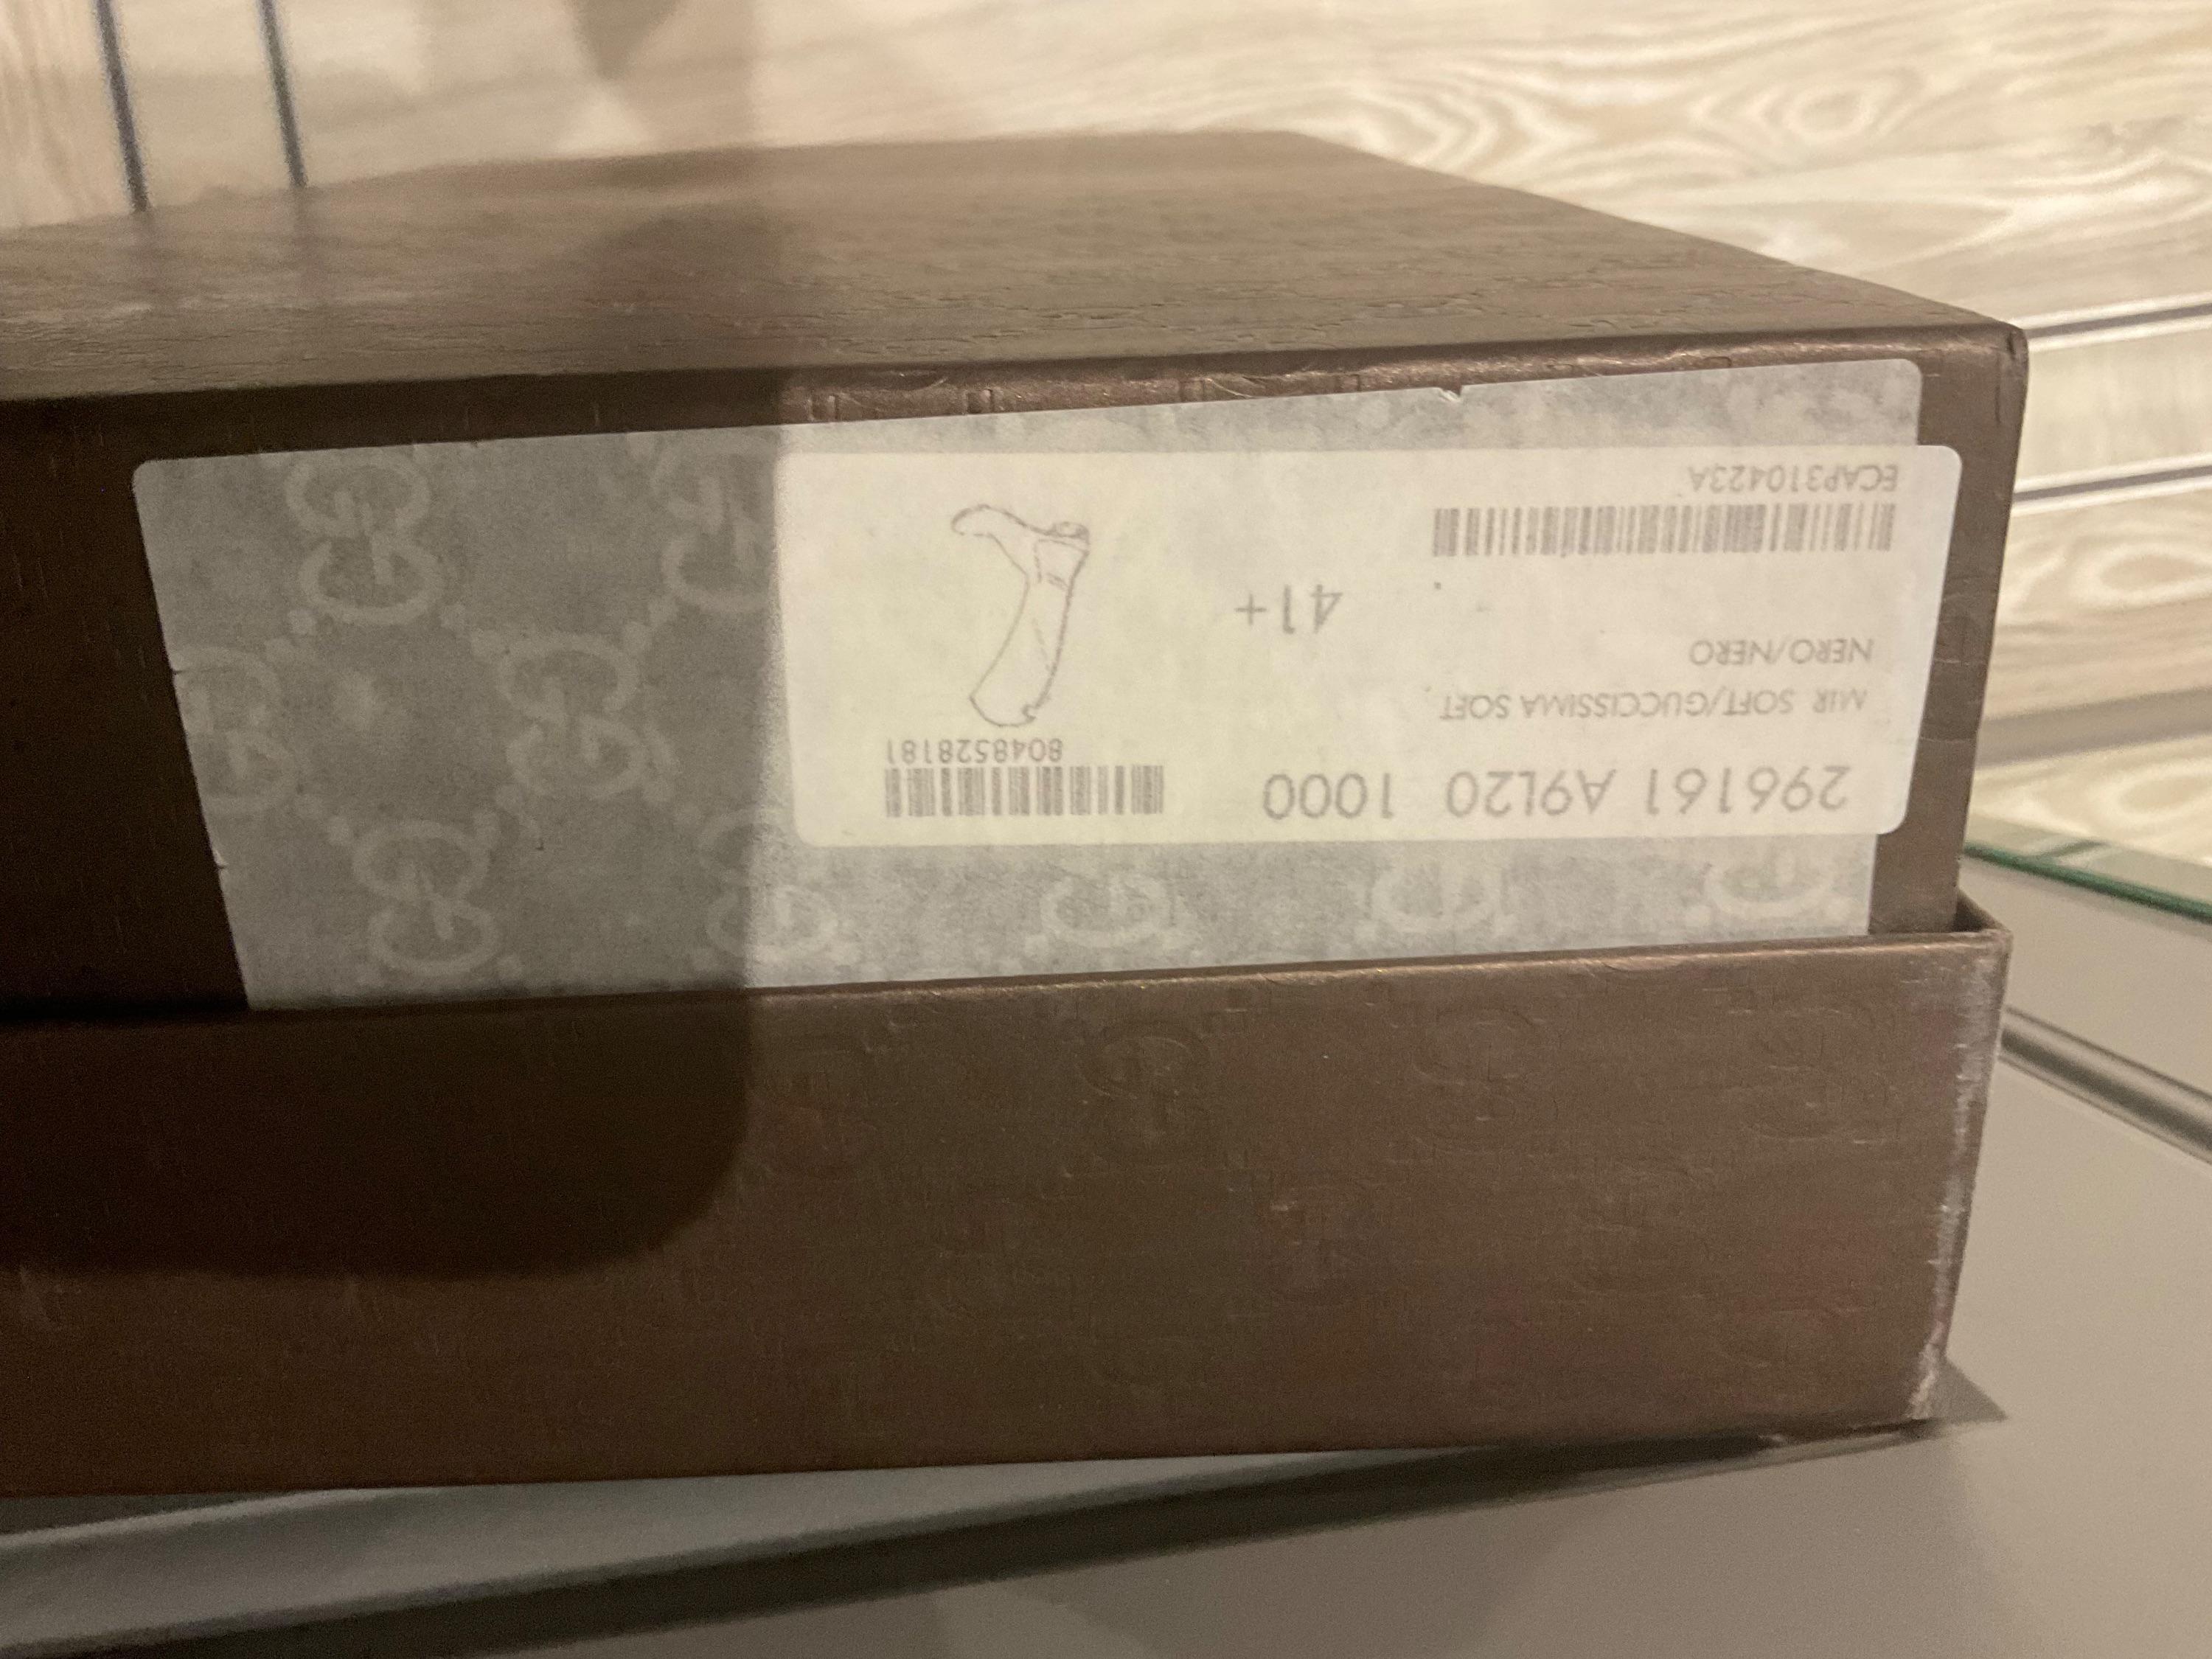 296161 A9L20 1000
8048528181
MIR SOFT/GUCCISSIMA SOFT
NERO/NERO
41+
ECAP310423A